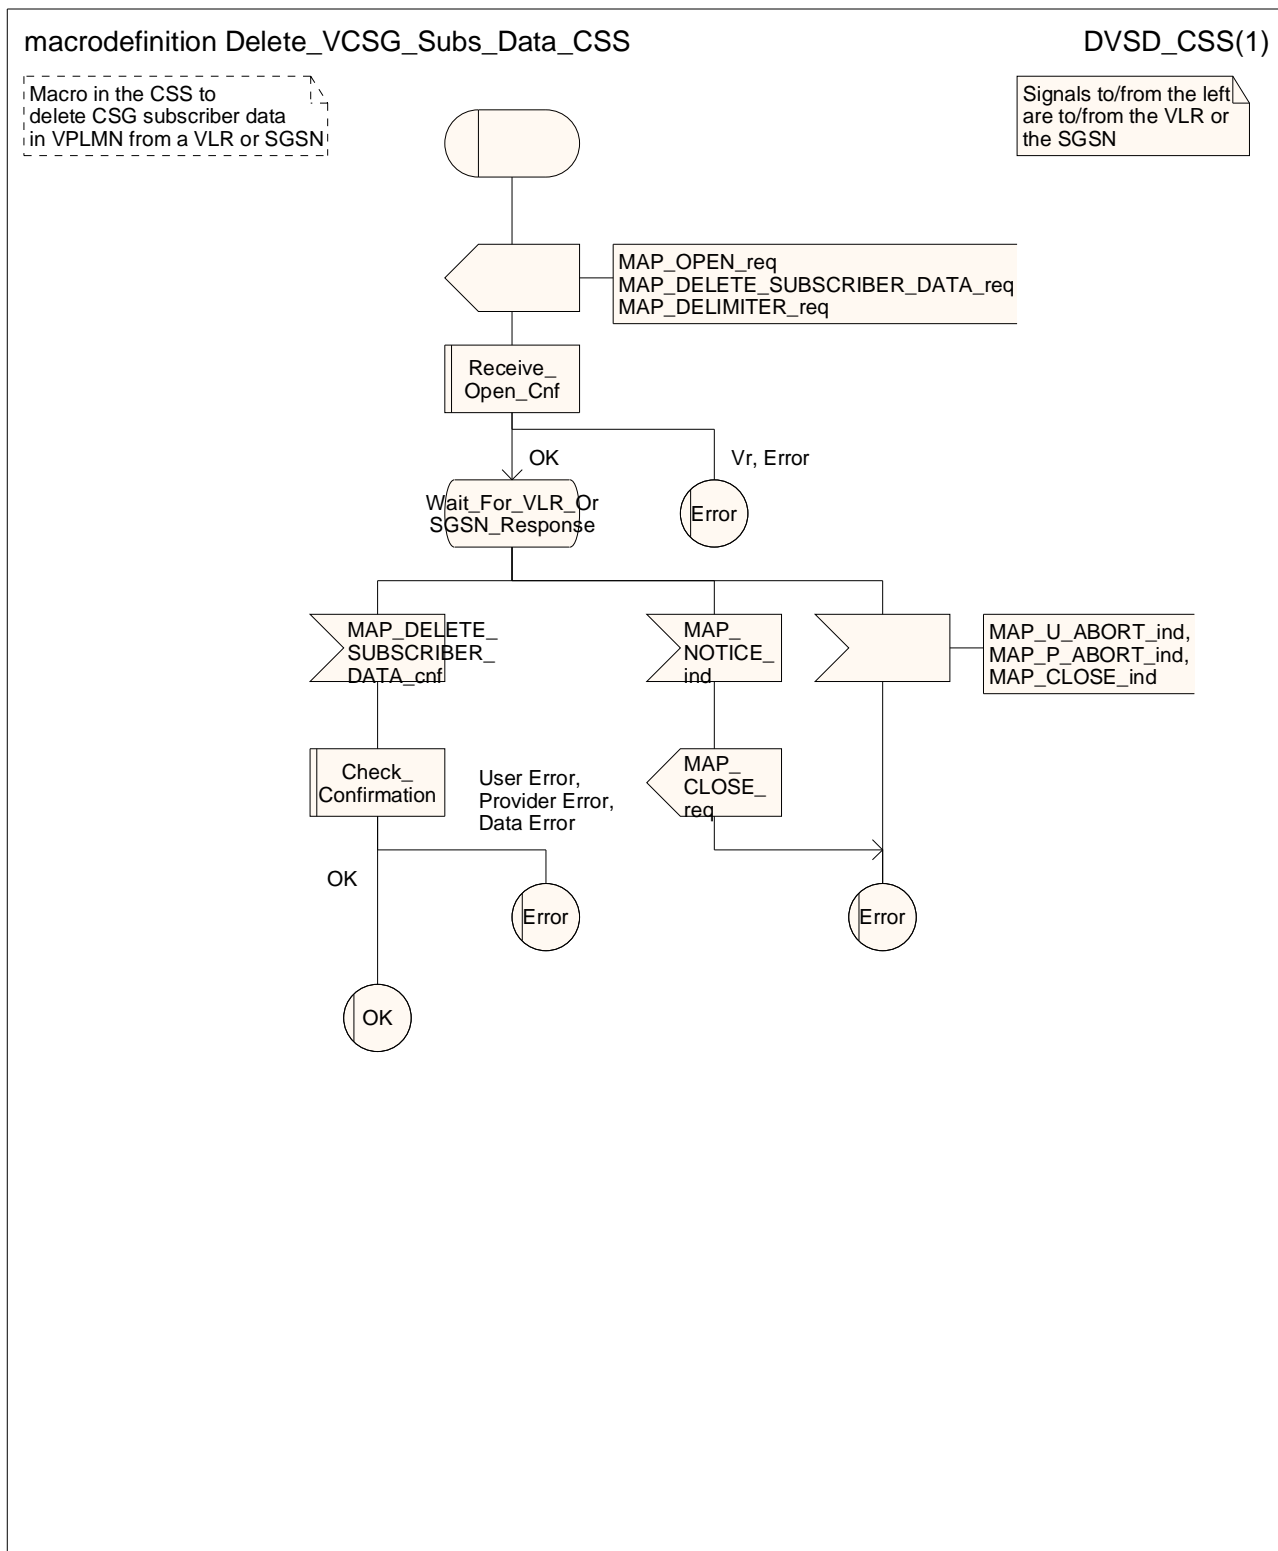 macrodefinition Delete_VCSG_Subs_Data_CSS
DVSD_CSS(1)
Macro in the CSS to
delete CSG subscriber data
in VPLMN from a VLR or SGSN
Signals to/from the left
are to/from the VLR or
the SGSN
MAP_OPEN_req
MAP_DELETE_SUBSCRIBER_DATA_req
MAP_DELIMITER_req
Receive_
Open_Cnf
OK
Vr, Error
Wait_For_VLR_Or
SGSN_Response
Error
MAP_DELETE_
SUBSCRIBER_
DATA_cnf
MAP_
NOTICE_
ind
MAP_U_ABORT_ind,
MAP_P_ABORT_ind,
MAP_CLOSE_ind
Check_
Confirmation
User Error,
Provider Error,
Data Error
MAP_
CLOSE_
req
OK
Error
Error
OK